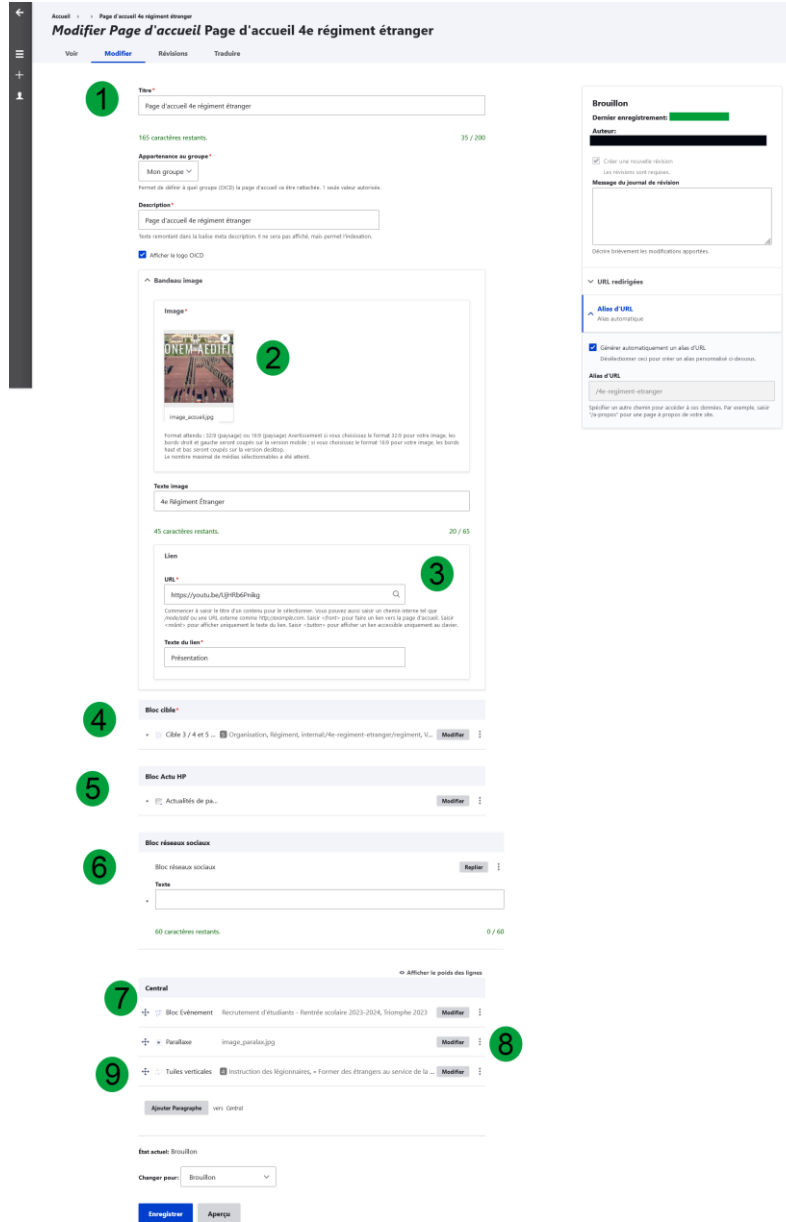 Accueil > > Page d'accueil 4e régiment étranger
Modifier Page d'accueil Page d'accueil 4e régiment étranger
Voir Modifier Révisions Traduire
1
Titre*
Page d'accueil 4e régiment étranger
165 caractères restants. 35 / 200
Appartenance au groupe*
Mon groupe
Permet de définir à quel groupe (OICD) la page d'accueil va être rattachée. 1 seule valeur autorisée.
Description*
Page d'accueil 4e régiment étranger
Texte remontant dans la balise meta description. Il ne sera pas affiché, mais permet l'indexation.
Afficher le logo OICD
Bandeau image
Image*
ONEM AEDIFI
2
image_accueil.jpg
Format attendu : 32:9 (paysage) ou 16:9 (paysage) Avertissement si vous choisissez le format 32:9 pour votre image, les
bords droit et gauche seront coupés sur la version mobile ; si vous choisissez le format 16:9 pour votre image, les bords
haut et bas seront coupés sur la version desktop.
Le nombre maximal de médias sélectionnables a été atteint.
Texte image
4e Régiment Étranger
45 caractères restants. 20 / 65
Lien
3
URL*
https://youtu.be/UjHRb6Pnikg
Commencer à saisir le titre d'un contenu pour le sélectionner. Vous pouvez aussi saisir un chemin interne tel que
/node/add ou une URL externe comme http://example.com. Saisir <front> pour faire un lien vers la page d'accueil. Saisir
<nolink> pour afficher uniquement le texte du lien. Saisir <button> pour afficher un lien accessible uniquement au clavier.
Texte du lien*
Présentation
4
Bloc cible*
Cible 3 / 4 et 5 ... Organisation, Régiment, internal:/4e-regiment-etranger/regiment, V... Modifier
5
Bloc Actu HP
Actualités de pa... Modifier
6
Bloc réseaux sociaux
Bloc réseaux sociaux Replier
Texte
60 caractères restants. 0 / 60
Afficher le poids des lignes
7
Central
Bloc Evènement Recrutement d'étudiants - Rentrée scolaire 2023-2024, Triomphe 2023 Modifier
8
Parallaxe image_paralax.jpg Modifier
9
Tuiles verticales 4 Instruction des légionnaires, « Former des étrangers au service de la ... Modifier
Ajouter Paragraphe vers Central
État actuel: Brouillon
Changer pour: Brouillon
Enregistrer Aperçu
Brouillon
Dernier enregistrement:
Auteur:
Créer une nouvelle révision
Les révisions sont requises.
Message du journal de révision
Décrire brièvement les modifications apportées.
URL redirigées
Alias d'URL
Alias automatique
Générer automatiquement un alias d'URL
Désélectionner ceci pour créer un alias personnalisé ci-dessous.
Alias d'URL
/4e-regiment-etranger
Spécifier un autre chemin pour accéder à ces données. Par exemple, saisir
"/a-propos" pour une page à propos de votre site.